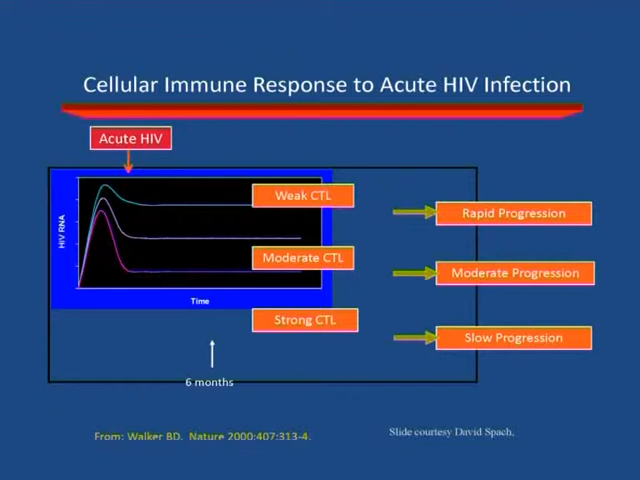 Cellular Immune Response to Acute HIV Infection
Acute HIV
HIV RNA
Time
Weak CTL
Moderate CTL
Strong CTL
Rapid Progression
Moderate Progression
Slow Progression
6 months
From: Walker BD. Nature 2000:407:313-4.
Slide courtesy David Spach,